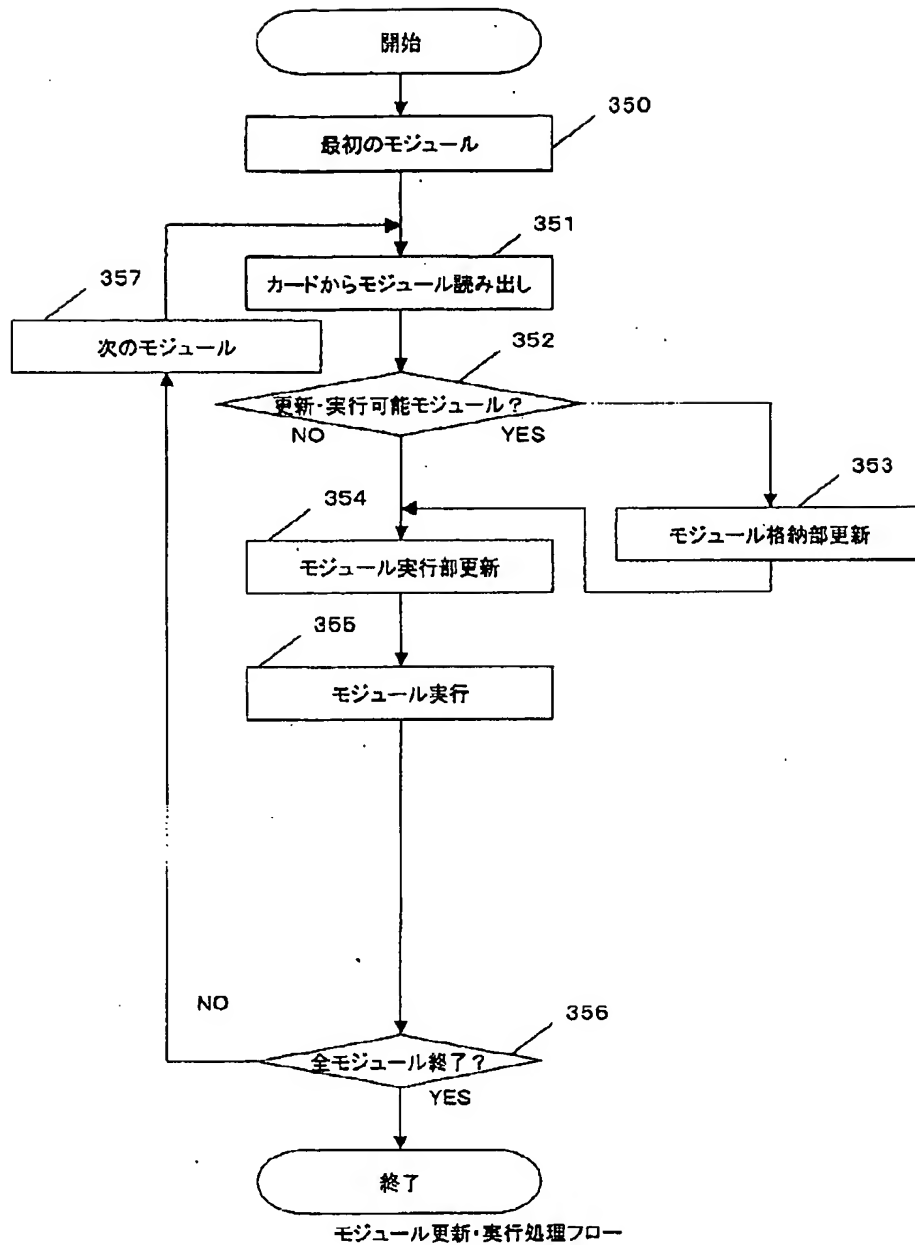 開始
350
最初のモジュール
351
カードからモジュール読み出し
357
次のモジュール
352
更新・実行可能モジュール?
NO
YES
353
モジュール格納部更新
354
モジュール実行部更新
355
モジュール実行
NO
356
全モジュール終了?
YES
終了
モジュール更新・実行処理フロー